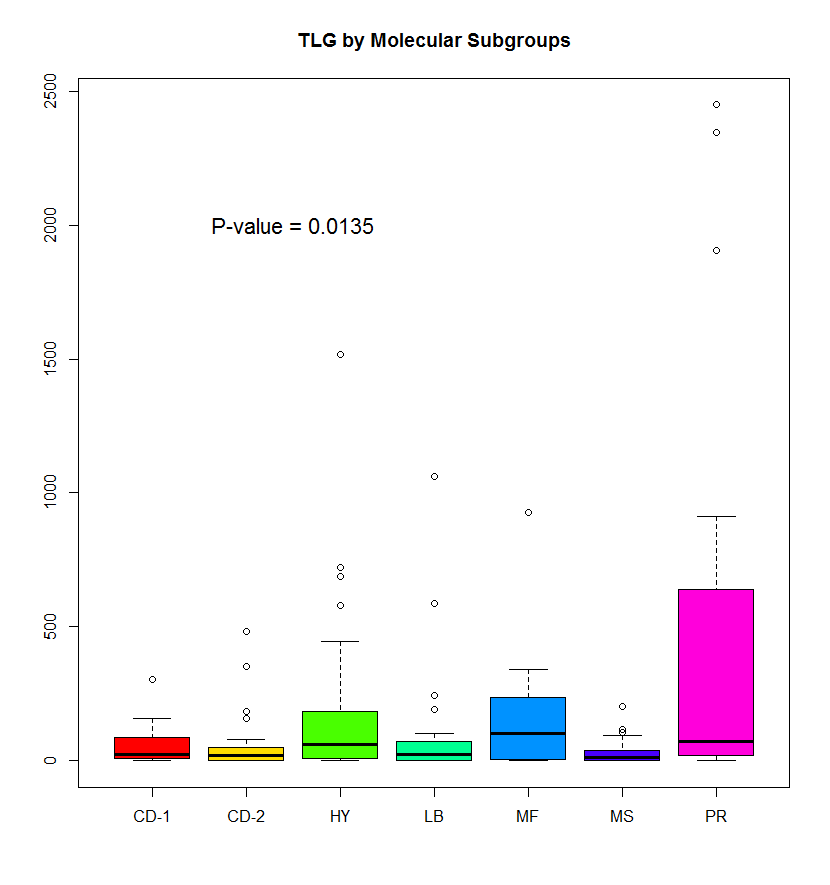 TLG by Molecular Subgroups
2500
2000
P-value = 0.0135
1500
1000
500
0
CD-1 CD-2 HY LB MF MS PR